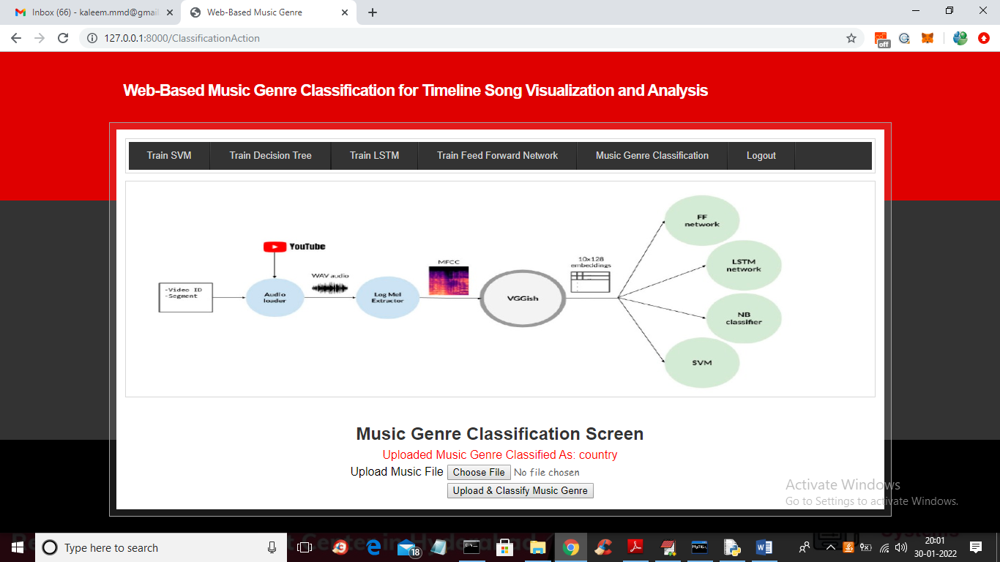 Inbox (66) - kaleem.mmd@gmail
Web-Based Music Genre
127.0.0.1:8000/ClassificationAction
off
Web-Based Music Genre Classification for Timeline Song Visualization and Analysis
Train SVM
Train Decision Tree
Train LSTM
Train Feed Forward Network
Music Genre Classification
Logout
YouTube
-Video ID
-Segment
Audio
loader
WAV audio
Log Mel
Extractor
MFCC
VGGish
10x128
embeddings
FF
network
LSTM
network
NB
classifier
SVM
Music Genre Classification Screen
Uploaded Music Genre Classified As: country
Upload Music File Choose File No file chosen
Upload & Classify Music Genre
Activate Windows
Go to Settings to activate Windows.
Type here to search
18
MySQL
20:01
30-01-2022